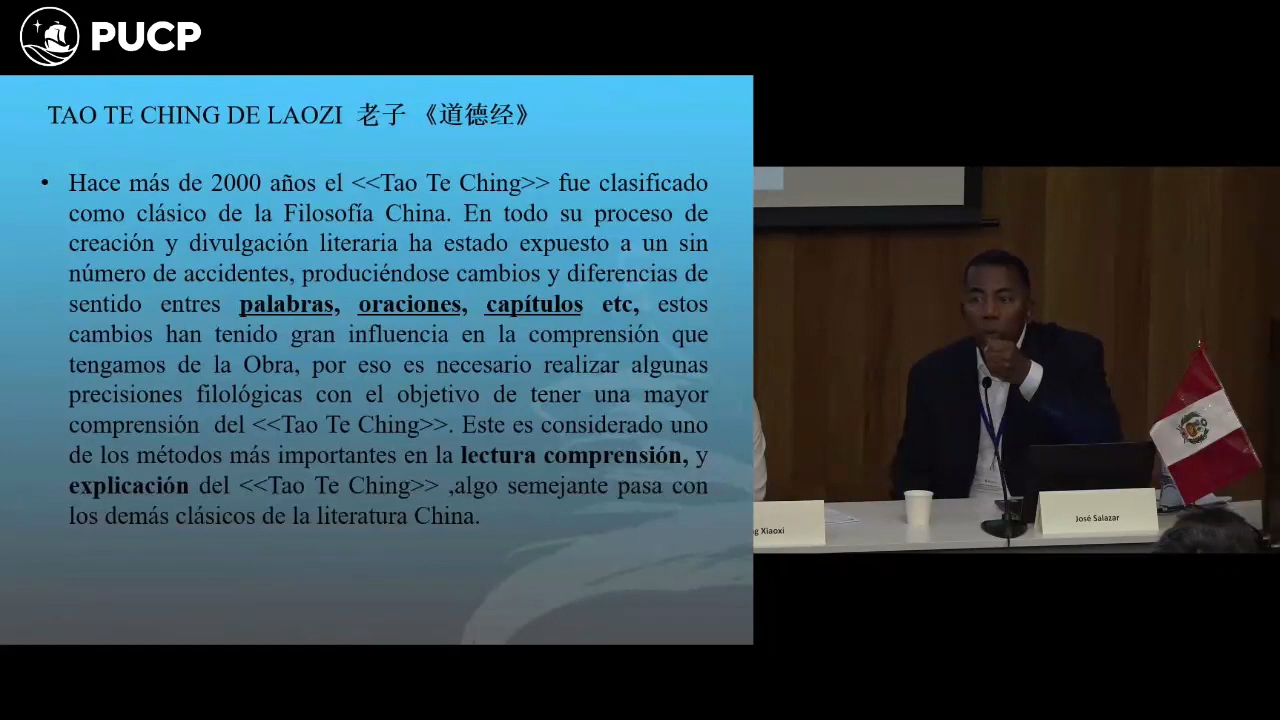 PUCP
TAO TE CHING DE LAOZI 老子 《道德经》
• Hace más de 2000 años el <<Tao Te Ching>> fue clasificado
como clásico de la Filosofía China. En todo su proceso de
creación y divulgación literaria ha estado expuesto a un sin
número de accidentes, produciéndose cambios y diferencias de
sentido entres palabras, oraciones, capítulos etc, estos
cambios han tenido gran influencia en la comprensión que
tengamos de la Obra, por eso es necesario realizar algunas
precisiones filológicas con el objetivo de tener una mayor
comprensión del <<Tao Te Ching>>. Este es considerado uno
de los métodos más importantes en la lectura comprensión, y
explicación del <<Tao Te Ching>> ,algo semejante pasa con
los demás clásicos de la literatura China.
g Xiaoxi
José Salazar